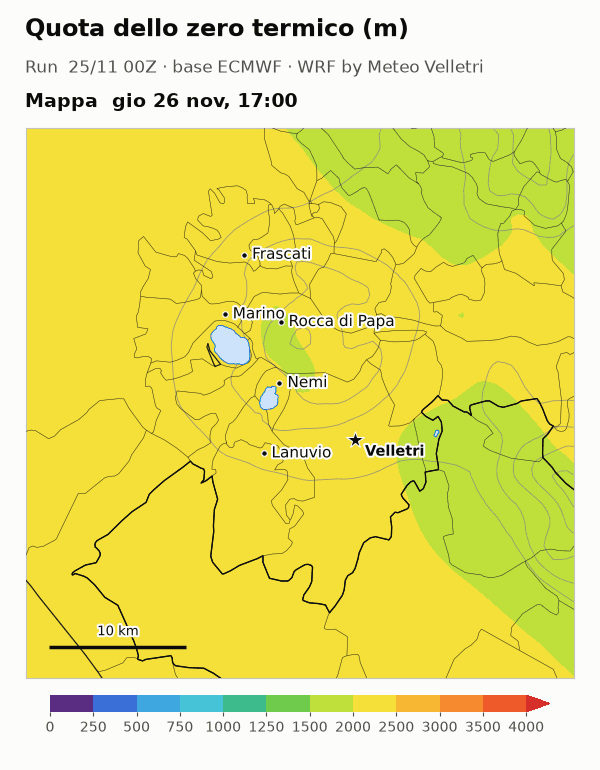 Quota dello zero termico (m)
Run 25/11 00Z · base ECMWF · WRF by Meteo Velletri
Mappa gio 26 nov, 17:00
Frascati
Marino
Rocca di Papa
Nemi
Velletri
Lanuvio
10 km
0 250 500 750 1000 1250 1500 2000 2500 3000 3500 4000